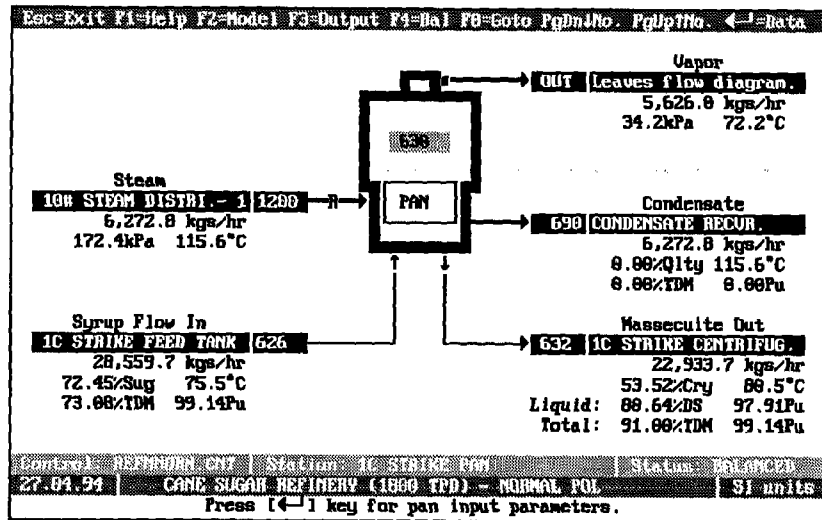 Esc=Exit F1=Help F2=Model F3=Output F4=Bal F8=Goto PgDn↓No. PgUp↑No. ←┘=Data
Vapor
OUT Leaves flow diagram.
5,626.0 kgs/hr
34.2kPa 72.2°C
630
Steam
10# STEAM DISTRI.- 1 1200 R PAN
6,272.8 kgs/hr
172.4kPa 115.6°C
Condensate
690 CONDENSATE RECVR.
6,272.8 kgs/hr
0.00%Qlty 115.6°C
0.00%TDM 0.00Pu
Syrup Flow In
1C STRIKE FEED TANK 626
28,559.7 kgs/hr
72.45%Sug 75.5°C
73.08%TDM 99.14Pu
Massecuite Out
632 1C STRIKE CENTRIFUG.
22,933.7 kgs/hr
53.52%Cry 80.5°C
Liquid: 80.64%DS 97.91Pu
Total: 91.00%TDM 99.14Pu
Control: REFMNORM.CNT Station: 1C STRIKE PAN Status: BALANCED
27.04.94 CANE SUGAR REFINERY (1800 TPD) - NORMAL POL SI units
Press [←┘] key for pan input parameters.